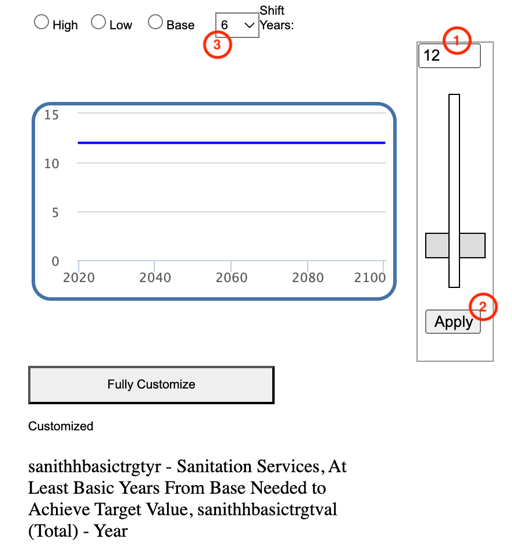 High Low Base 6 Shift
Years:
3
1
12
15
10
5
0
2020 2040 2060 2080 2100
2
Apply
Fully Customize
Customized
sanithhbasictrgtyr - Sanitation Services, At
Least Basic Years From Base Needed to
Achieve Target Value, sanithhbasictrgtval
(Total) - Year